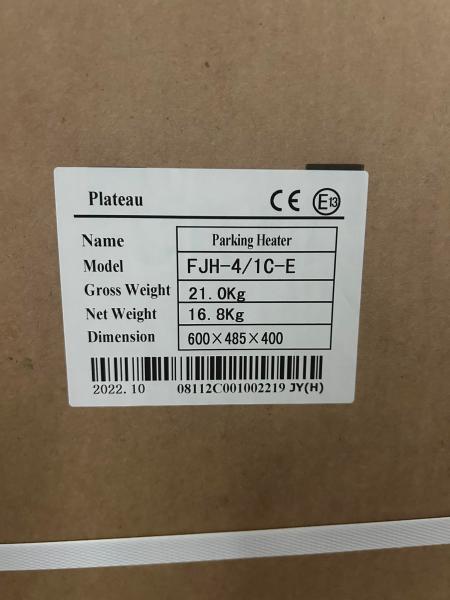 Plateau CE E13
Name Parking Heater
Model FJH-4/1C-E
Gross Weight 21.0Kg
Net Weight 16.8Kg
Dimension 600×485×400
2022.10 08112C001002219 JY(H)